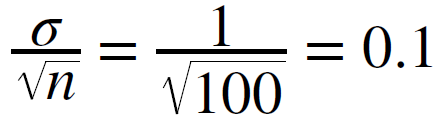 σ/√n = 1/√100 = 0.1